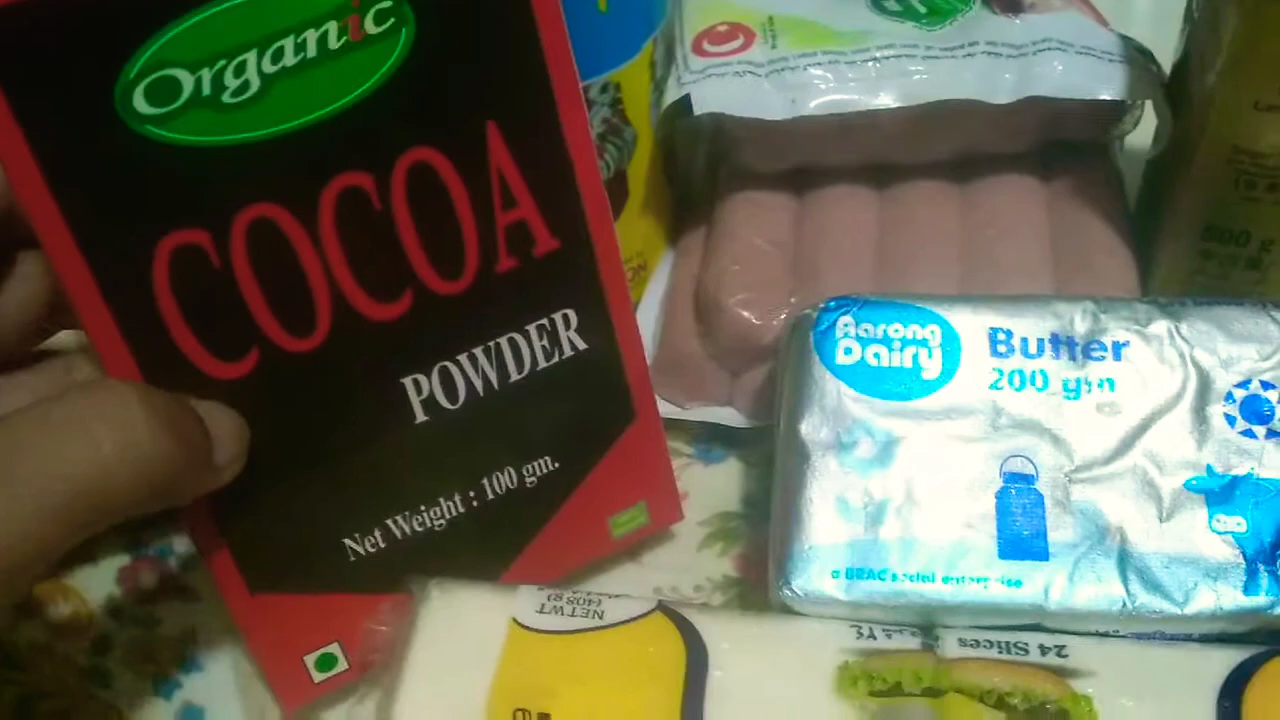 Organic
COCOA
POWDER
Net Weight : 100 gm.
Aarong
Dairy
Butter
200 gm
a BRAC social enterprise
NET WT
(408g)
24 Slices